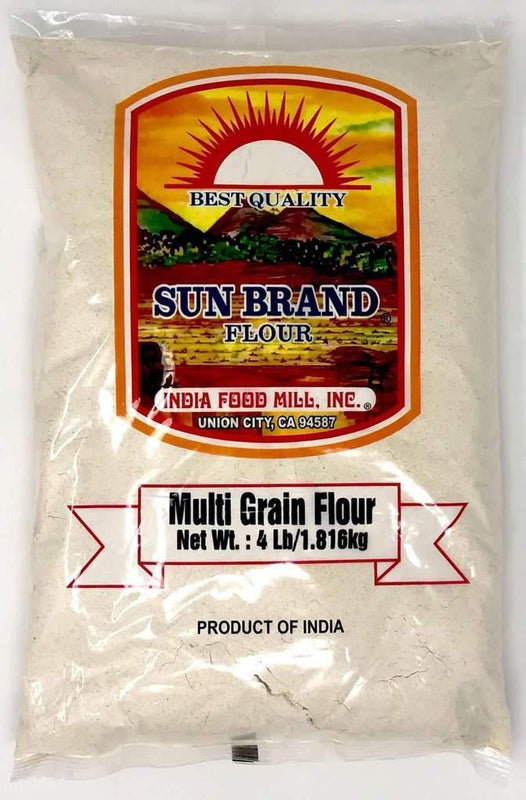 BEST QUALITY
SUN BRAND ®
FLOUR
INDIA FOOD MILL, INC. ®
UNION CITY, CA 94587
Multi Grain Flour
Net Wt. : 4 Lb/1.816kg
PRODUCT OF INDIA